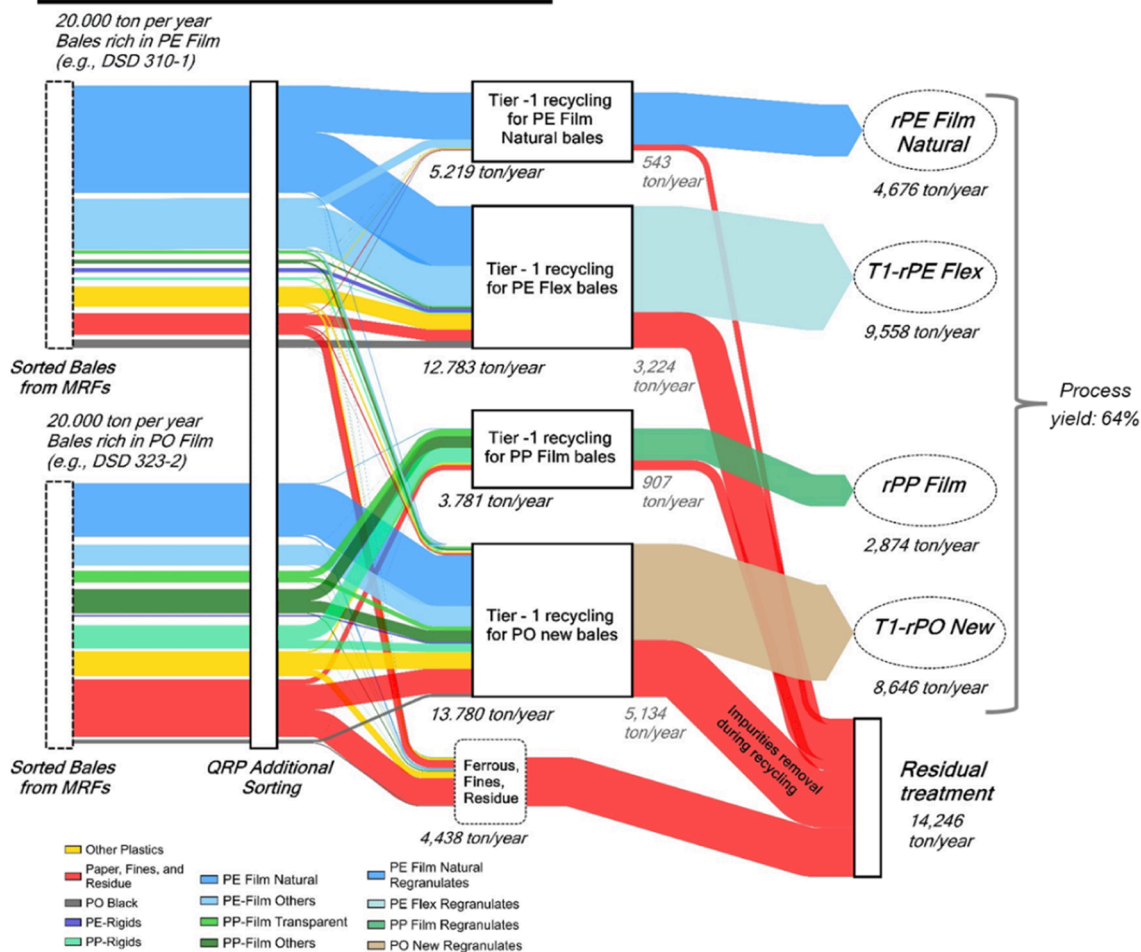 20.000 ton per year
Bales rich in PE Film
(e.g., DSD 310-1)
Sorted Bales
from MRFs
20.000 ton per year
Bales rich in PO Film
(e.g., DSD 323-2)
Sorted Bales
from MRFs
QRP Additional
Sorting
Tier -1 recycling
for PE Film
Natural bales
5.219 ton/year
543
ton/year
rPE Film
Natural
4,676 ton/year
Tier - 1 recycling
for PE Flex bales
12.783 ton/year
3,224
ton/year
T1-rPE Flex
9,558 ton/year
Process
yield: 64%
Tier -1 recycling
for PP Film bales
3.781 ton/year
907
ton/year
rPP Film
2,874 ton/year
Tier - 1 recycling
for PO new bales
13.780 ton/year
5,134
ton/year
T1-rPO New
8,646 ton/year
Impurities removal
during recycling
Ferrous,
Fines,
Residue
4,438 ton/year
Residual
treatment
14,246
ton/year
Other Plastics
Paper, Fines, and
Residue
PO Black
PE-Rigids
PP-Rigids
PE Film Natural
PE-Film Others
PP-Film Transparent
PP-Film Others
PE Film Natural
Regranulates
PE Flex Regranulates
PP Film Regranulates
PO New Regranulates